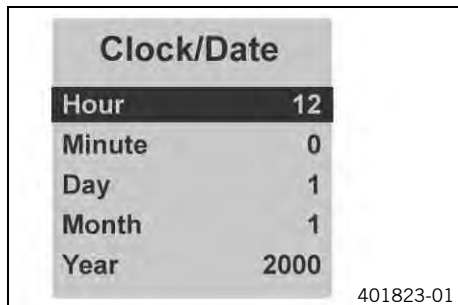 Clock/Date
Hour 12
Minute 0
Day 1
Month 1
Year 2000
401823-01